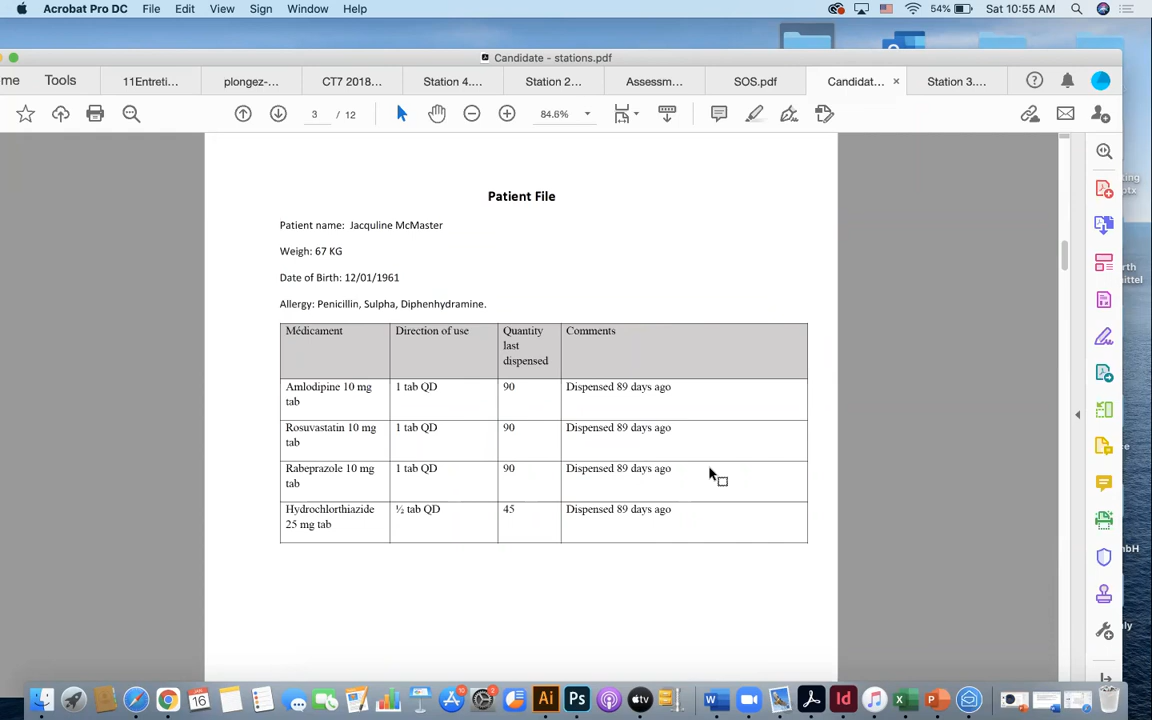 Acrobat Pro DC File Edit View Sign Window Help 54% Sat 10:55 AM
Candidate - stations.pdf
me Tools 11Entreti... plongez-... CT7 2018... Station 4.... Station 2... Assessm... SOS.pdf Candidat... × Station 3....
3 / 12 84.6%
Patient File
Patient name: Jacquline McMaster
Weigh: 67 KG
Date of Birth: 12/01/1961
Allergy: Penicillin, Sulpha, Diphenhydramine.
Médicament Direction of use Quantity last dispensed Comments
Amlodipine 10 mg tab 1 tab QD 90 Dispensed 89 days ago
Rosuvastatin 10 mg tab 1 tab QD 90 Dispensed 89 days ago
Rabeprazole 10 mg tab 1 tab QD 90 Dispensed 89 days ago
Hydrochlorthiazide 25 mg tab ½ tab QD 45 Dispensed 89 days ago